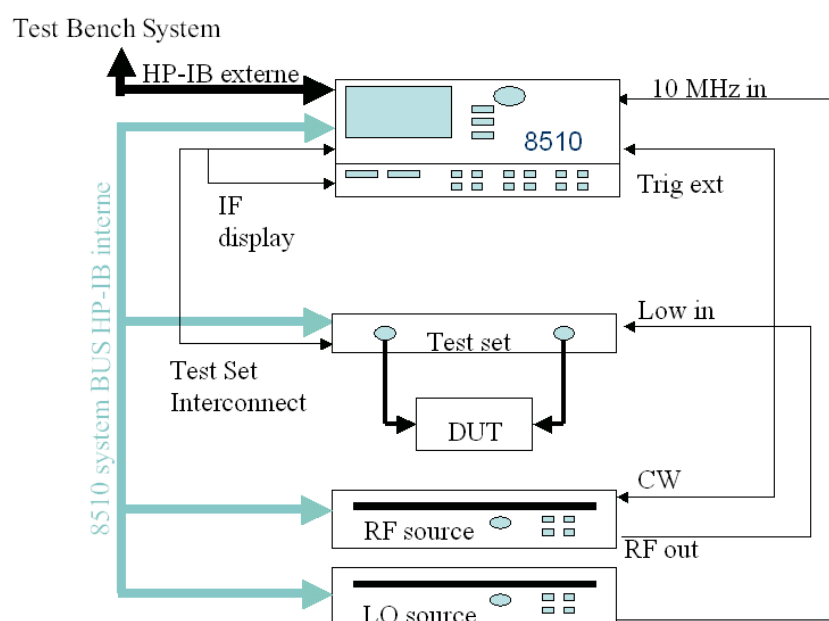 Test Bench System
HP-IB externe
10 MHz in
8510
Trig ext
IF
display
8510 system BUS HP-IB interne
Low in
Test set
Test Set
Interconnect
DUT
CW
RF source
RF out
LO source